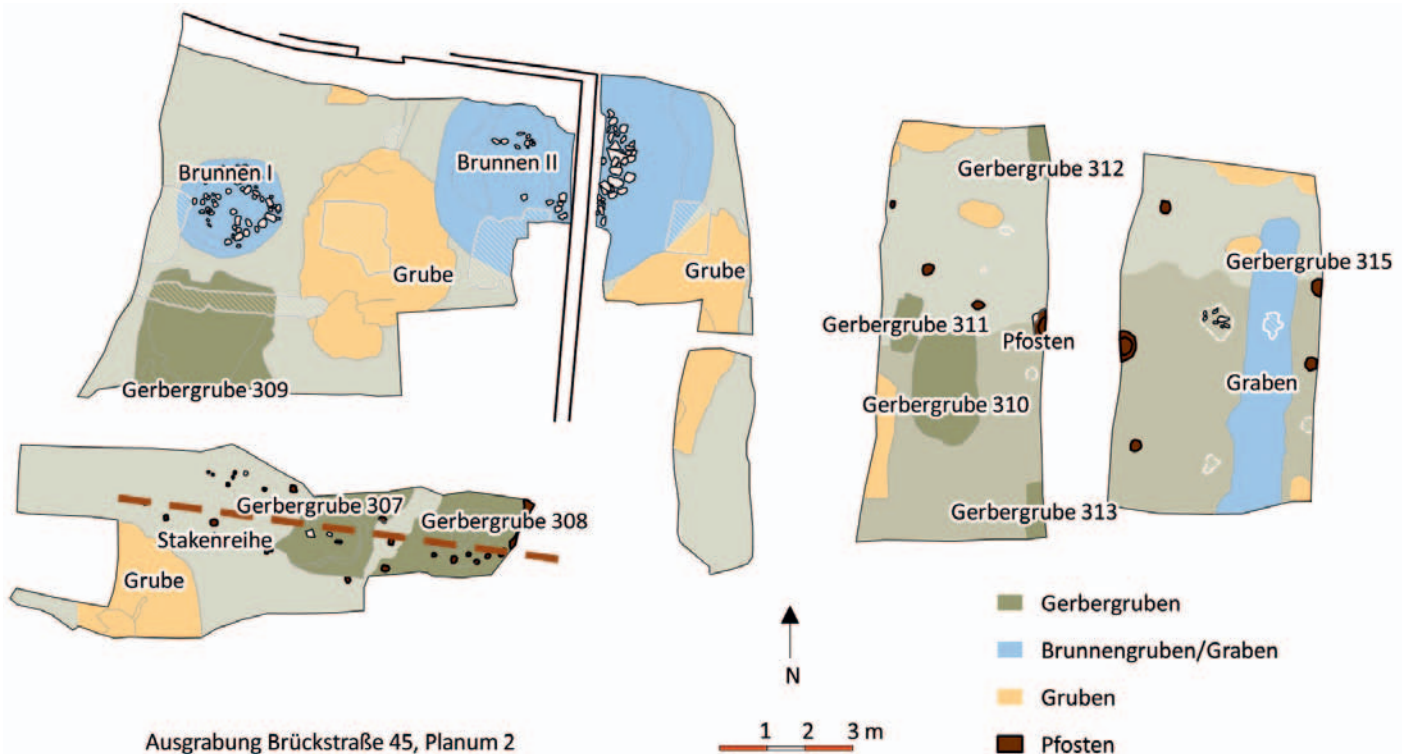 Gerbergrube 312
Brunnen I
Brunnen II
Grube
Grube
Gerbergrube 315
Gerbergrube 311
Pfosten
Graben
Gerbergrube 309
Gerbergrube 310
Gerbergrube 307
Gerbergrube 308
Gerbergrube 313
Stakenreihe
Grube
Gerbergruben
Brunnengruben/Graben
Gruben
Pfosten
N
1 2 3 m
Ausgrabung Brückstraße 45, Planum 2